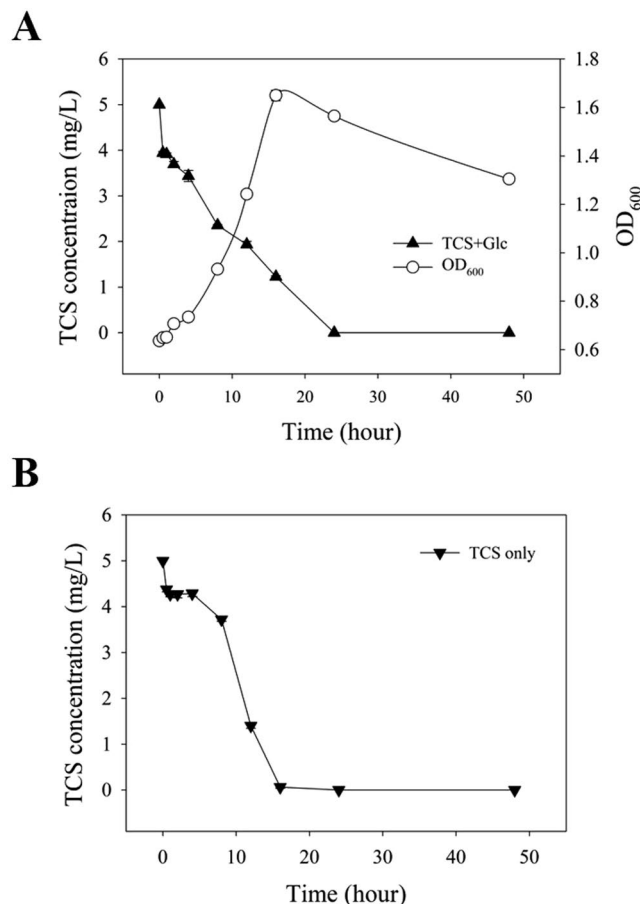 A
TCS concentraion (mg/L)
6
5
4
3
2
1
0
1.8
1.6
1.4
1.2
1.0
0.8
0.6
OD600
TCS+Glc
OD600
0 10 20 30 40 50
Time (hour)
B
TCS concentration (mg/L)
6
5
4
3
2
1
0
TCS only
0 10 20 30 40 50
Time (hour)